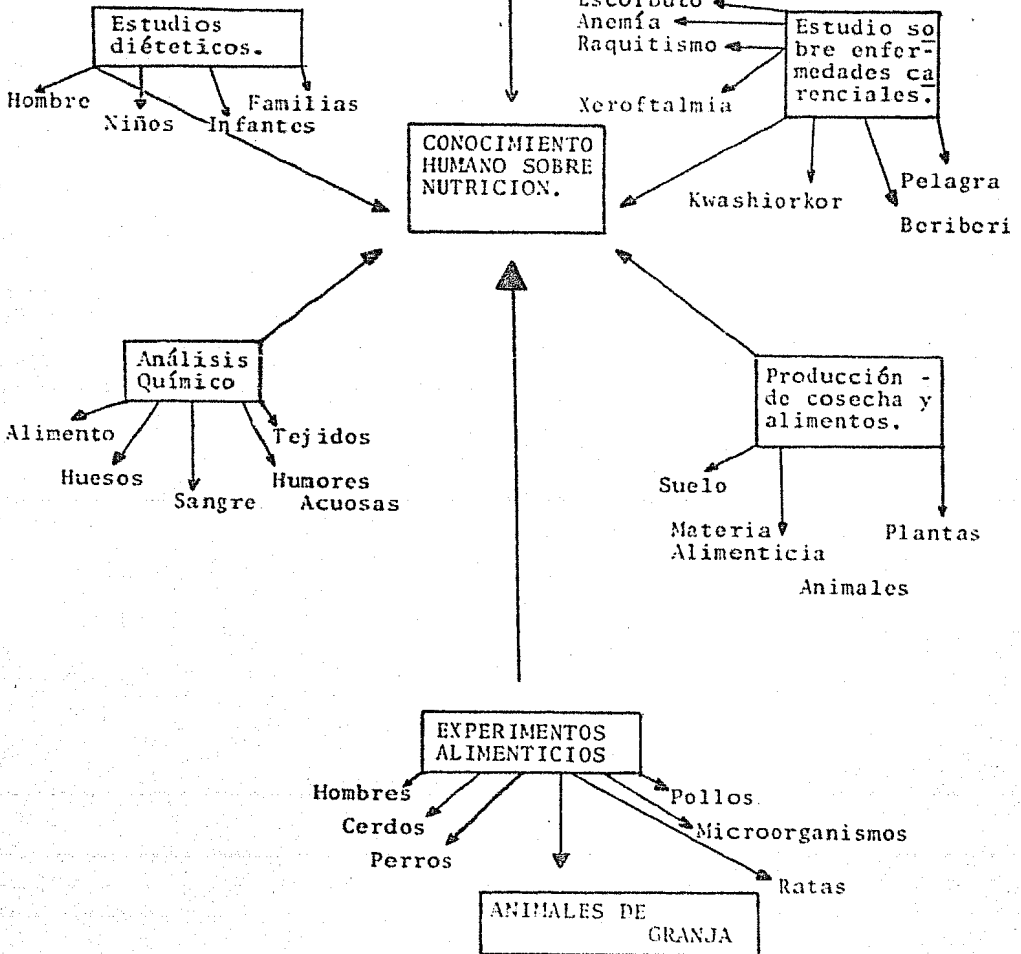 Escorbuto
Anemía
Raquitismo
Xeroftalmia
Estudio so
bre enfer-
medades ca
renciales.
Kwashiorkor
Pelagra
Beriberi
Estudios
diéteticos.
Hombre
Niños
Infantes
Familias
CONOCIMIENTO
HUMANO SOBRE
NUTRICION.
Análisis
Químico
Alimento
Huesos
Sangre
Humores
Acuosas
Tejidos
Producción -
de cosecha y
alimentos.
Suelo
Materia
Alimenticia
Animales
Plantas
EXPERIMENTOS
ALIMENTICIOS
Hombres
Cerdos
Perros
Pollos
Microorganismos
Ratas
ANIMALES DE
GRANJA